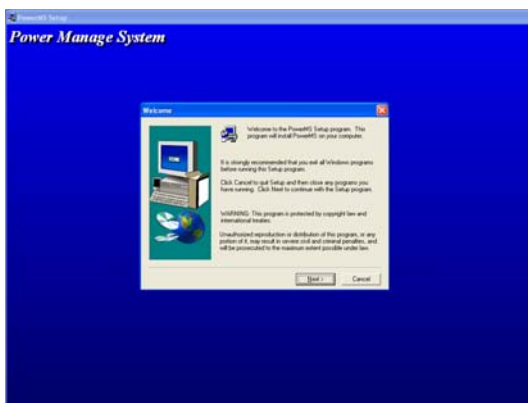 PowerMS Setup
Power Manage System
Welcome
Welcome to the PowerMS Setup program. This
program will install PowerMS on your computer.
It is strongly recommended that you exit all Windows programs
before running this Setup program.
Click Cancel to quit Setup and then close any programs you
have running. Click Next to continue with the Setup program.
WARNING: This program is protected by copyright law and
international treaties.
Unauthorized reproduction or distribution of this program, or any
portion of it, may result in severe civil and criminal penalties, and
will be prosecuted to the maximum extent possible under law.
Next >
Cancel